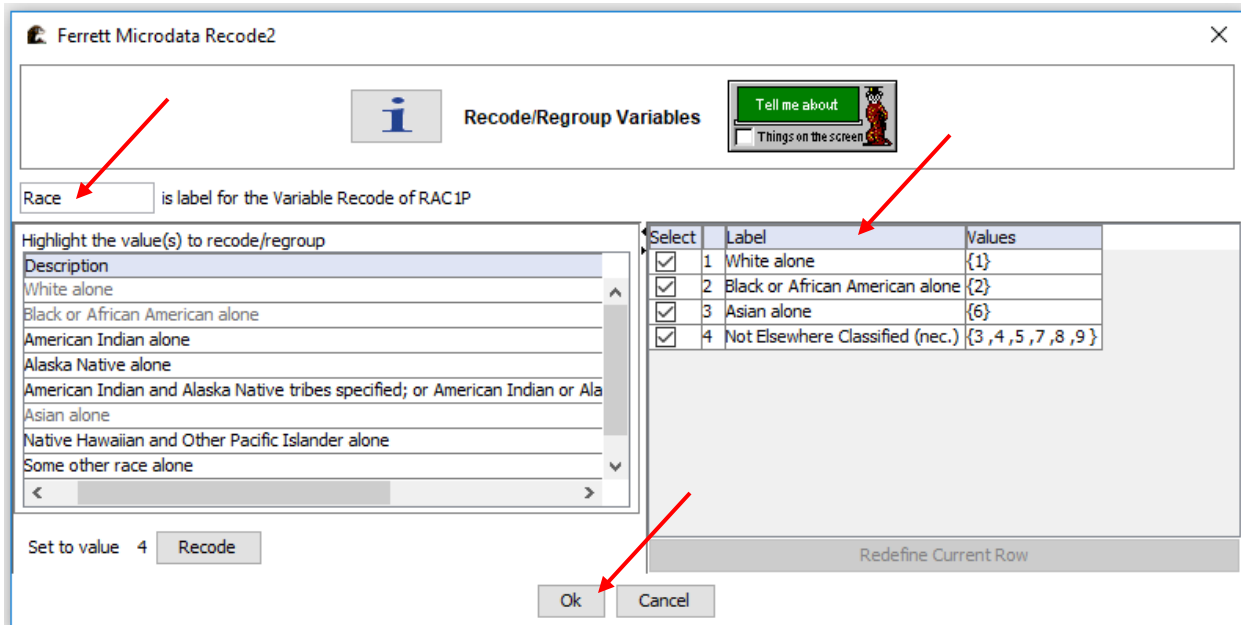 Ferrett Microdata Recode2
i Recode/Regroup Variables
Tell me about
Things on the screen
Race is label for the Variable Recode of RAC1P
Highlight the value(s) to recode/regroup
Description
White alone
Black or African American alone
American Indian alone
Alaska Native alone
American Indian and Alaska Native tribes specified; or American Indian or Ala
Asian alone
Native Hawaiian and Other Pacific Islander alone
Some other race alone
Set to value 4 Recode
Select Label Values
1 White alone {1}
2 Black or African American alone {2}
3 Asian alone {6}
4 Not Elsewhere Classified (nec.) {3 ,4 ,5 ,7 ,8 ,9 }
Redefine Current Row
Ok Cancel